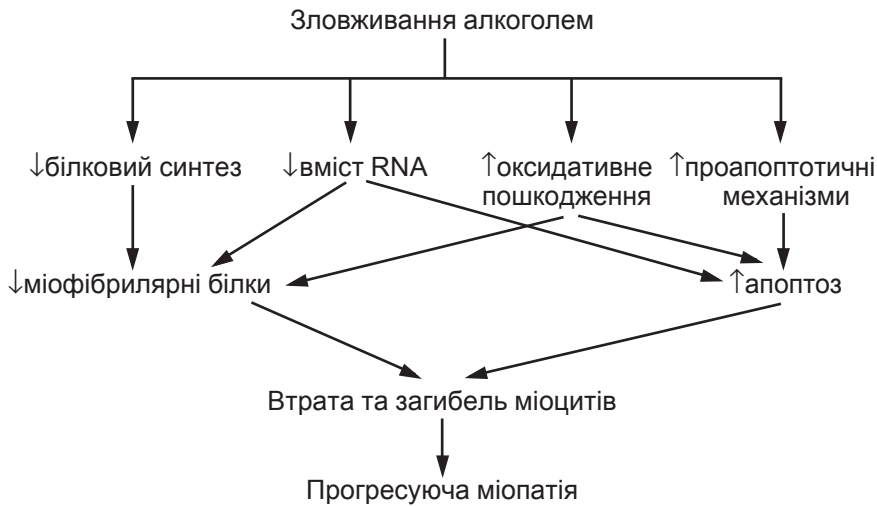 Зловживання алкоголем
↓білковий синтез ↓вміст RNA ↑оксидативне ↑проапоптотичні
пошкодження механізми
↓міофібрилярні білки ↑апоптоз
Втрата та загибель міоцитів
Прогресуюча міопатія